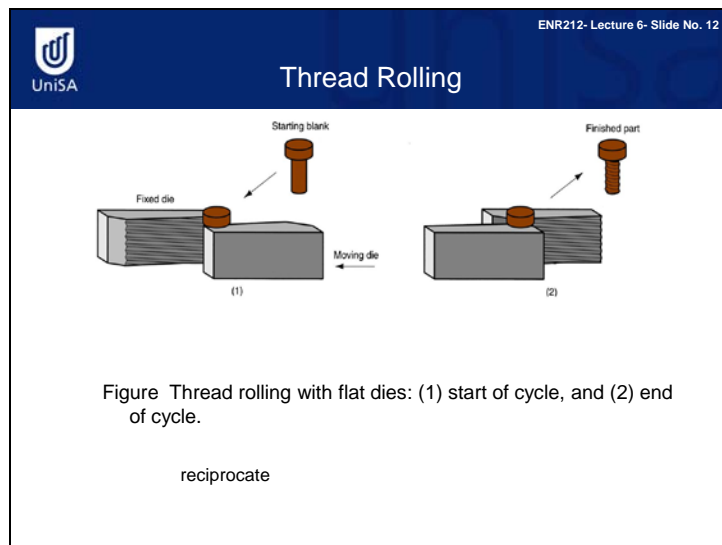 ENR212- Lecture 6- Slide No. 12
UniSA
Thread Rolling
Starting blank
Fixed die
Moving die
(1)
Finished part
(2)
Figure Thread rolling with flat dies: (1) start of cycle, and (2) end
of cycle.
reciprocate